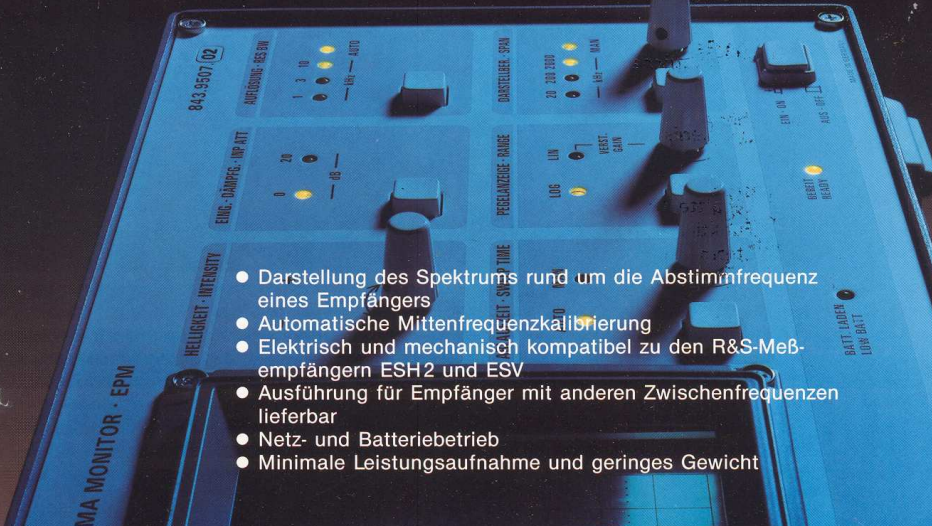 843.9507 02
AUFLÖSUNG · RES BW
1 3 10
kHz — AUTO
DARSTELLBER. SPAN
20 200 2000
kHz — MAN
EIN · ON
AUS · OFF
EING.-DÄMPFG · INP ATT
0 20
dB
PEGELANZEIGE · RANGE
LOG LIN
VERST.
GAIN
BEREIT
READY
HELLIGKEIT · INTENSITY
TIME
BATT. LADEN
LOW BATT
MONITOR · EPM
● Darstellung des Spektrums rund um die Abstimmfrequenz
eines Empfängers
● Automatische Mittenfrequenzkalibrierung
● Elektrisch und mechanisch kompatibel zu den R&S-Meß-
empfängern ESH 2 und ESV
● Ausführung für Empfänger mit anderen Zwischenfrequenzen
lieferbar
● Netz- und Batteriebetrieb
● Minimale Leistungsaufnahme und geringes Gewicht